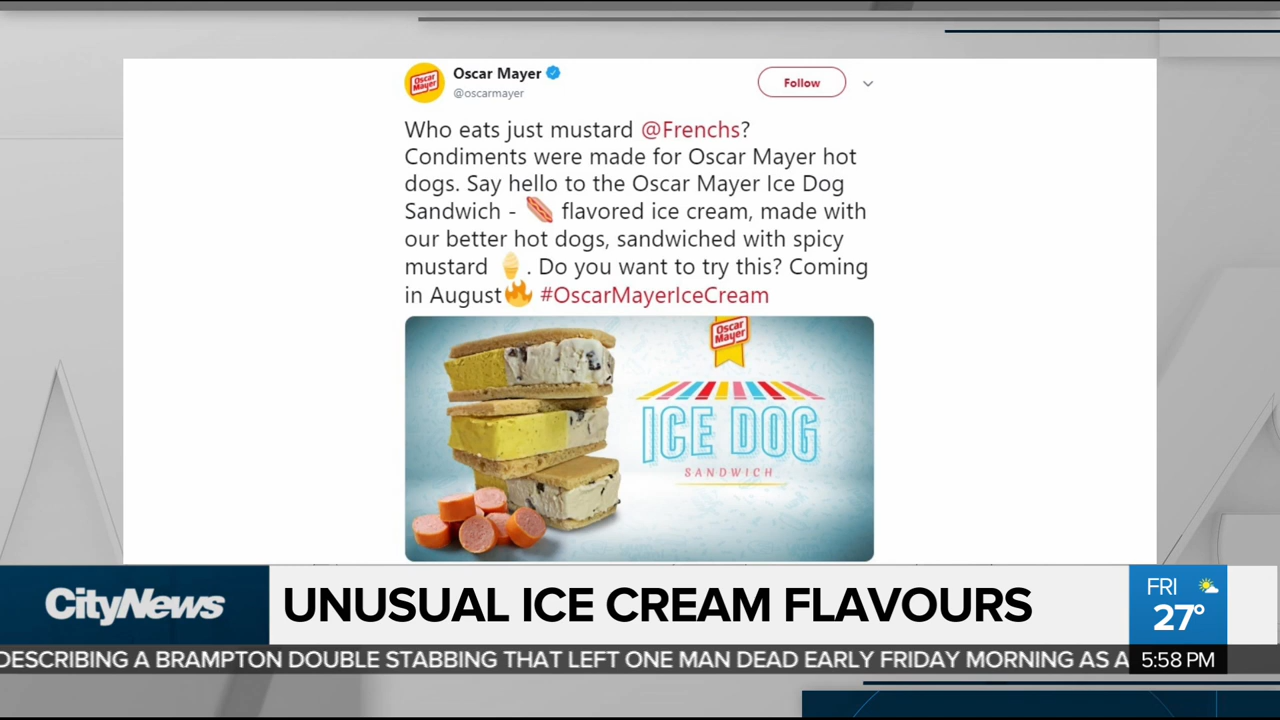 Oscar Mayer
@oscarmayer
Follow
Who eats just mustard @Frenchs?
Condiments were made for Oscar Mayer hot
dogs. Say hello to the Oscar Mayer Ice Dog
Sandwich - 🌭 flavored ice cream, made with
our better hot dogs, sandwiched with spicy
mustard 🍦. Do you want to try this? Coming
in August🔥 #OscarMayerIceCream
Oscar
Mayer
ICE DOG
SANDWICH
CityNews
UNUSUAL ICE CREAM FLAVOURS
FRI
27°
DESCRIBING A BRAMPTON DOUBLE STABBING THAT LEFT ONE MAN DEAD EARLY FRIDAY MORNING AS A
5:58 PM